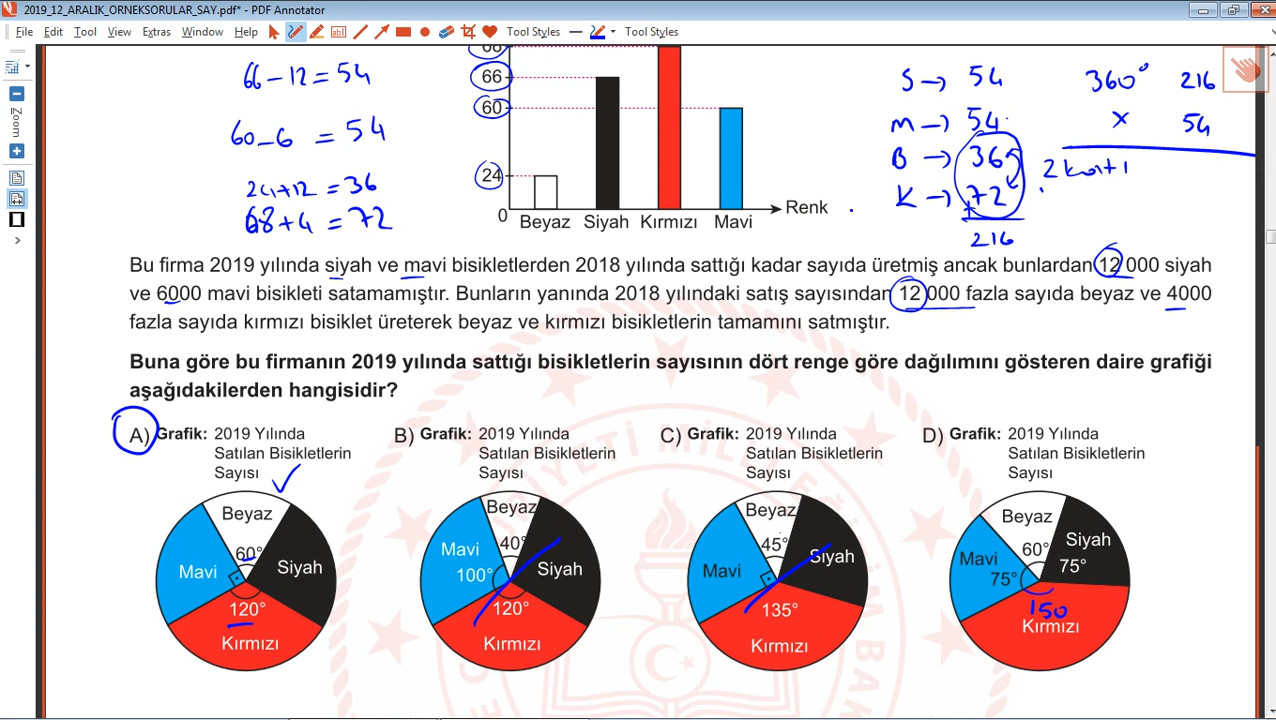 2019_12_ARALIK_ORNEKSORULAR_SAY.pdf* - PDF Annotator
File Edit Document Tool View Extras Window Help Tool Styles Tool Styles
Zoom
68
66
60
24
0
Beyaz Siyah Kırmızı Mavi
Renk
66 - 12 = 54
60 - 6 = 54
24 + 12 = 36
68 + 4 = 72
S → 54
M → 54
B → 36
K → 72
+
216
2 katı
360° 216
x 54
Bu firma 2019 yılında siyah ve mavi bisikletlerden 2018 yılında sattığı kadar sayıda üretmiş ancak bunlardan 12 000 siyah
ve 6000 mavi bisikleti satamamıştır. Bunların yanında 2018 yılındaki satış sayısından 12 000 fazla sayıda beyaz ve 4000
fazla sayıda kırmızı bisiklet üreterek beyaz ve kırmızı bisikletlerin tamamını satmıştır.
Buna göre bu firmanın 2019 yılında sattığı bisikletlerin sayısının dört renge göre dağılımını gösteren daire grafiği
aşağıdakilerden hangisidir?
A) Grafik: 2019 Yılında
Satılan Bisikletlerin
Sayısı
Beyaz
60°
Mavi
Siyah
120°
Kırmızı
B) Grafik: 2019 Yılında
Satılan Bisikletlerin
Sayısı
Beyaz
40°
Mavi
100°
Siyah
120°
Kırmızı
C) Grafik: 2019 Yılında
Satılan Bisikletlerin
Sayısı
Beyaz
45°
Siyah
Mavi
135°
Kırmızı
D) Grafik: 2019 Yılında
Satılan Bisikletlerin
Sayısı
Beyaz
60°
Siyah
75°
Mavi
75°
150
Kırmızı